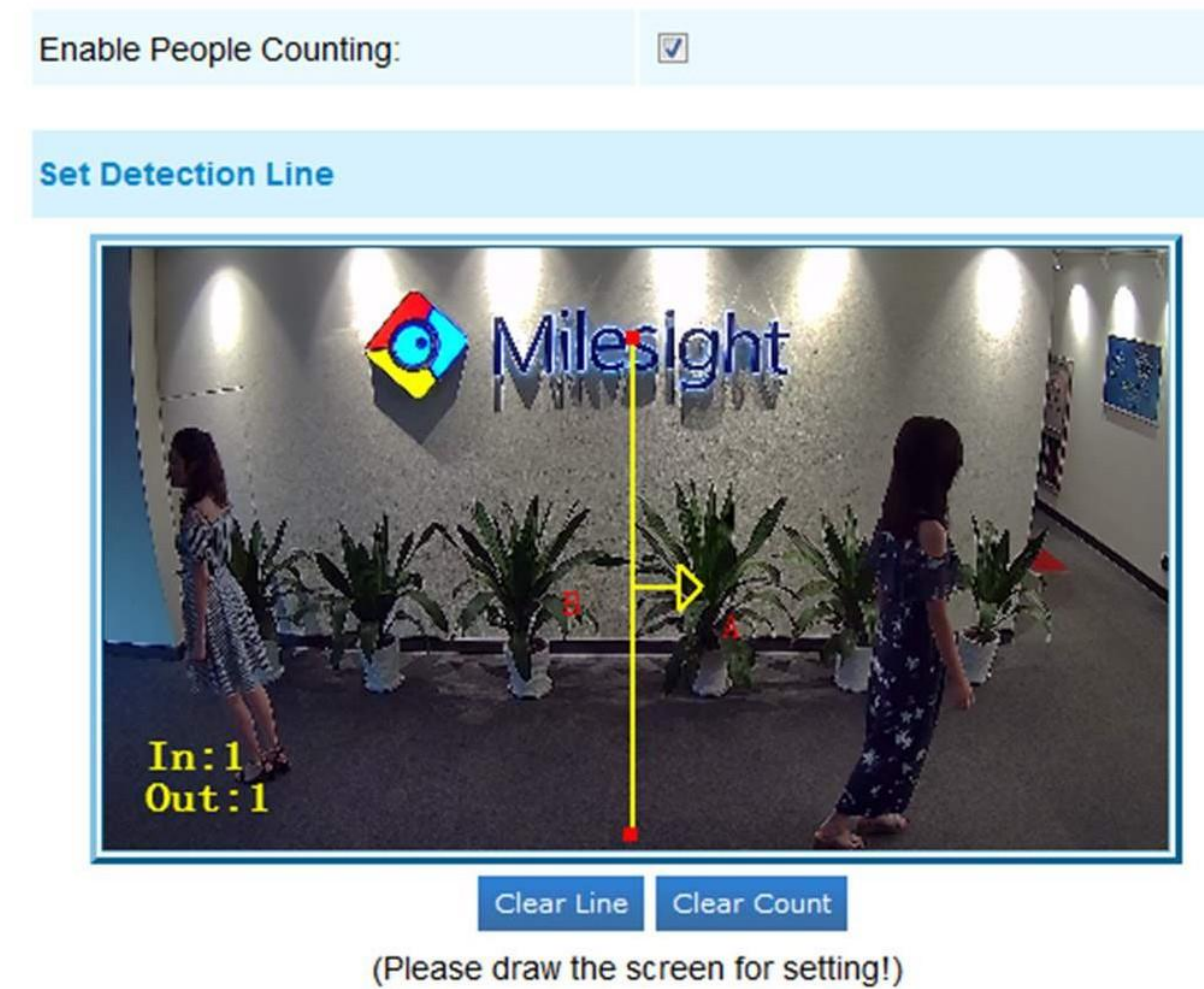 Enable People Counting:
Set Detection Line
Milesight
B
A
In:1
Out:1
Clear Line
Clear Count
(Please draw the screen for setting!)